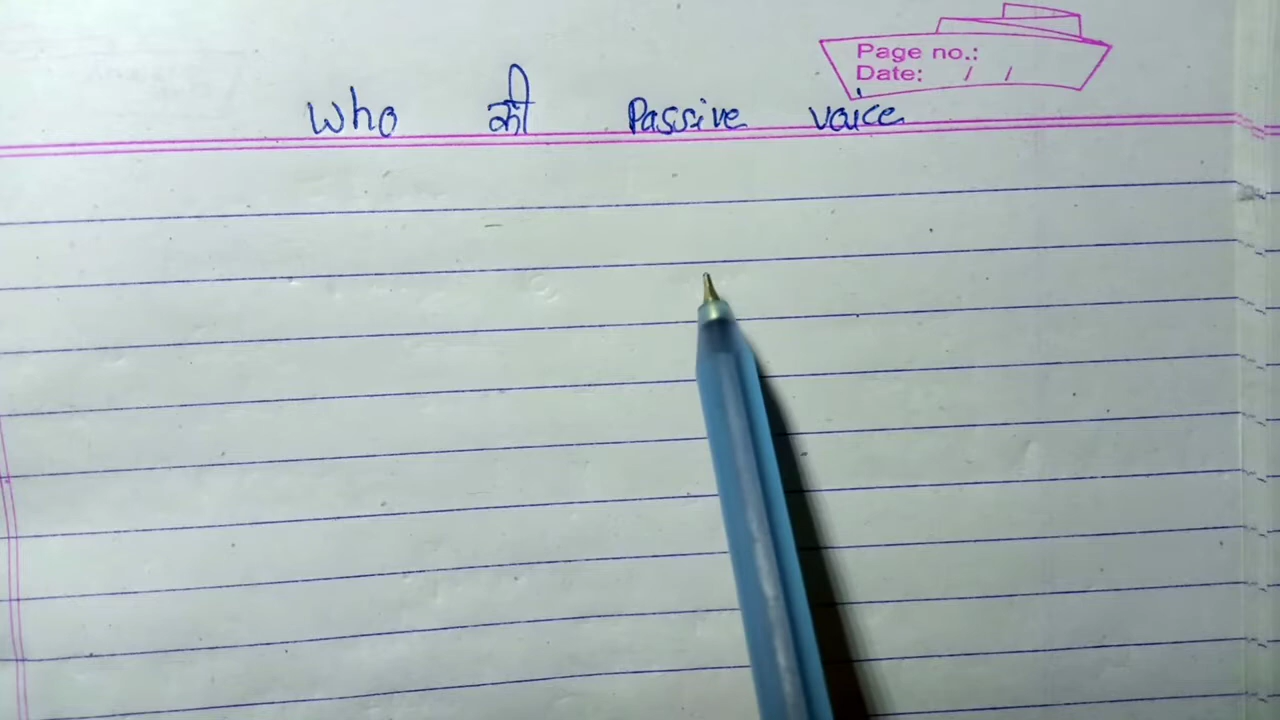 Page no.:
Date: / /
Who की Passive voice